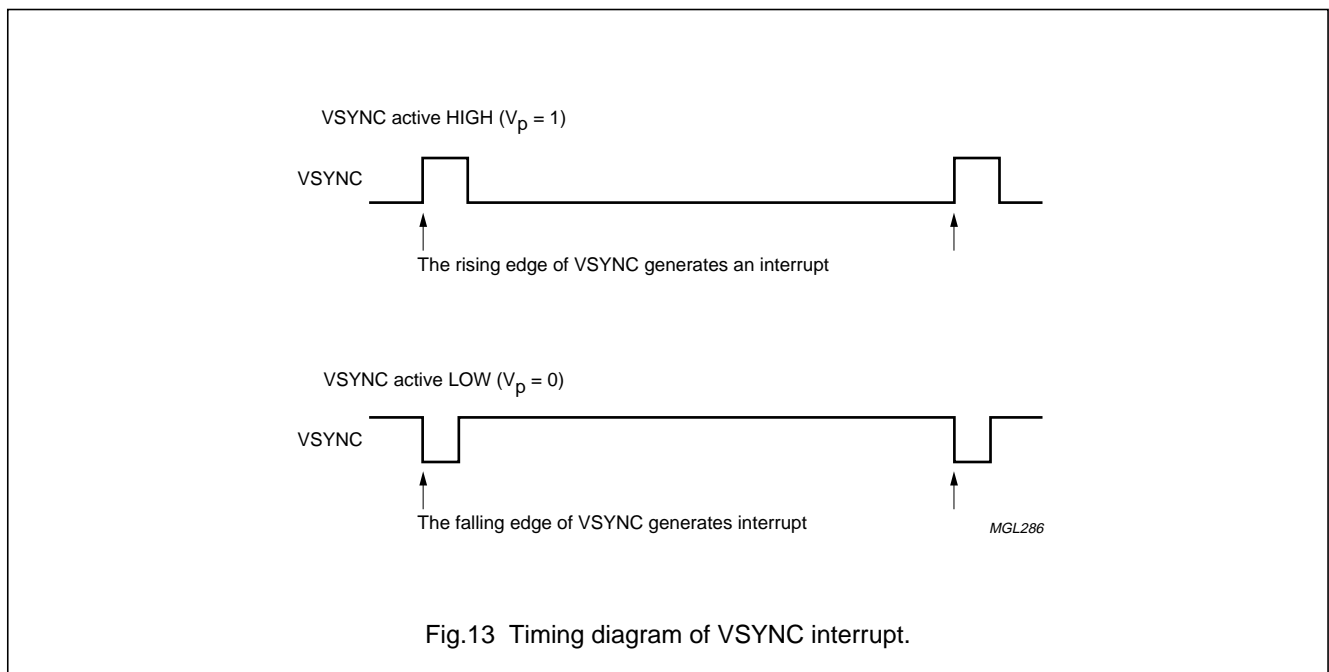 VSYNC active HIGH (Vp = 1)
VSYNC
The rising edge of VSYNC generates an interrupt
VSYNC active LOW (Vp = 0)
VSYNC
The falling edge of VSYNC generates interrupt
MGL286
Fig.13 Timing diagram of VSYNC interrupt.